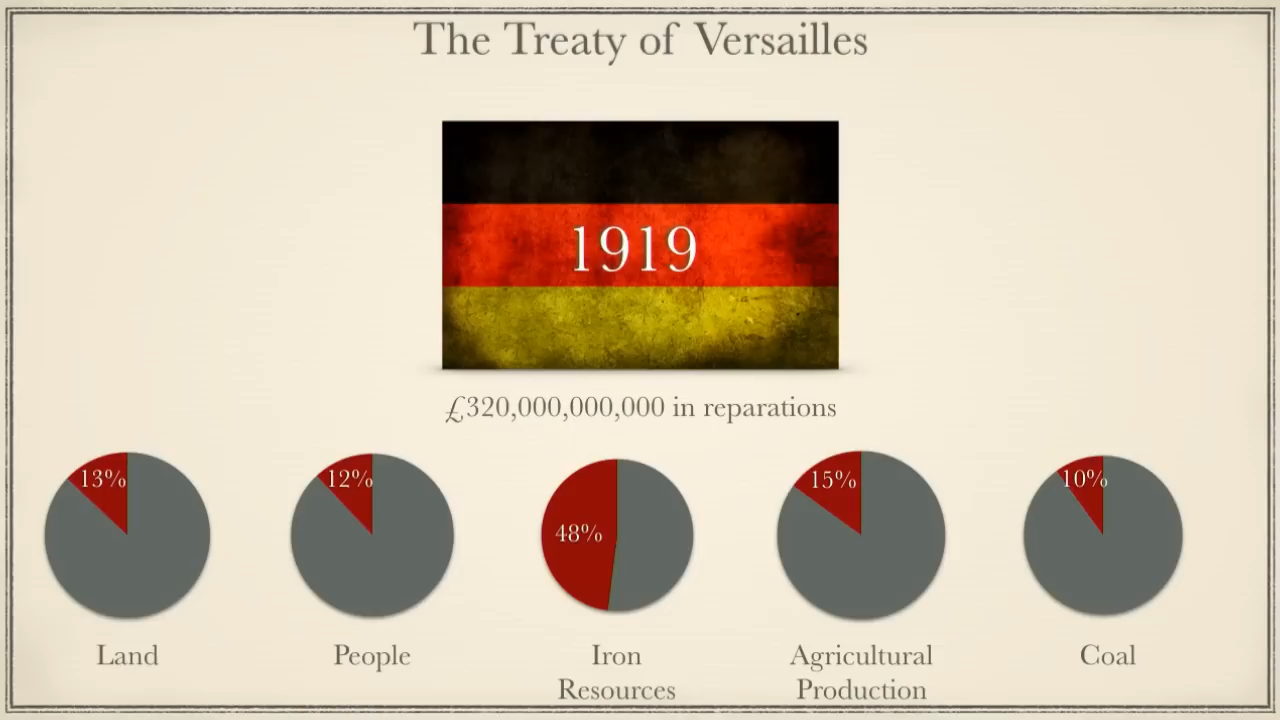 The Treaty of Versailles
1919
£320,000,000,000 in reparations
13%
12%
48%
15%
10%
Land
People
Iron
Resources
Agricultural
Production
Coal